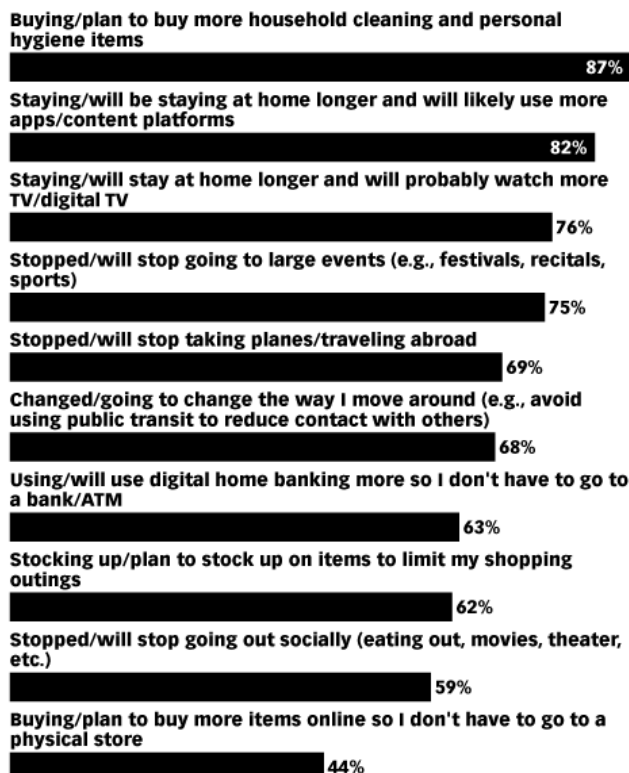 Buying/plan to buy more household cleaning and personal
hygiene items
87%
Staying/will be staying at home longer and will likely use more
apps/content platforms
82%
Staying/will stay at home longer and will probably watch more
TV/digital TV
76%
Stopped/will stop going to large events (e.g., festivals, recitals,
sports)
75%
Stopped/will stop taking planes/traveling abroad
69%
Changed/going to change the way I move around (e.g., avoid
using public transit to reduce contact with others)
68%
Using/will use digital home banking more so I don't have to go to
a bank/ATM
63%
Stocking up/plan to stock up on items to limit my shopping
outings
62%
Stopped/will stop going out socially (eating out, movies, theater,
etc.)
59%
Buying/plan to buy more items online so I don't have to go to a
physical store
44%